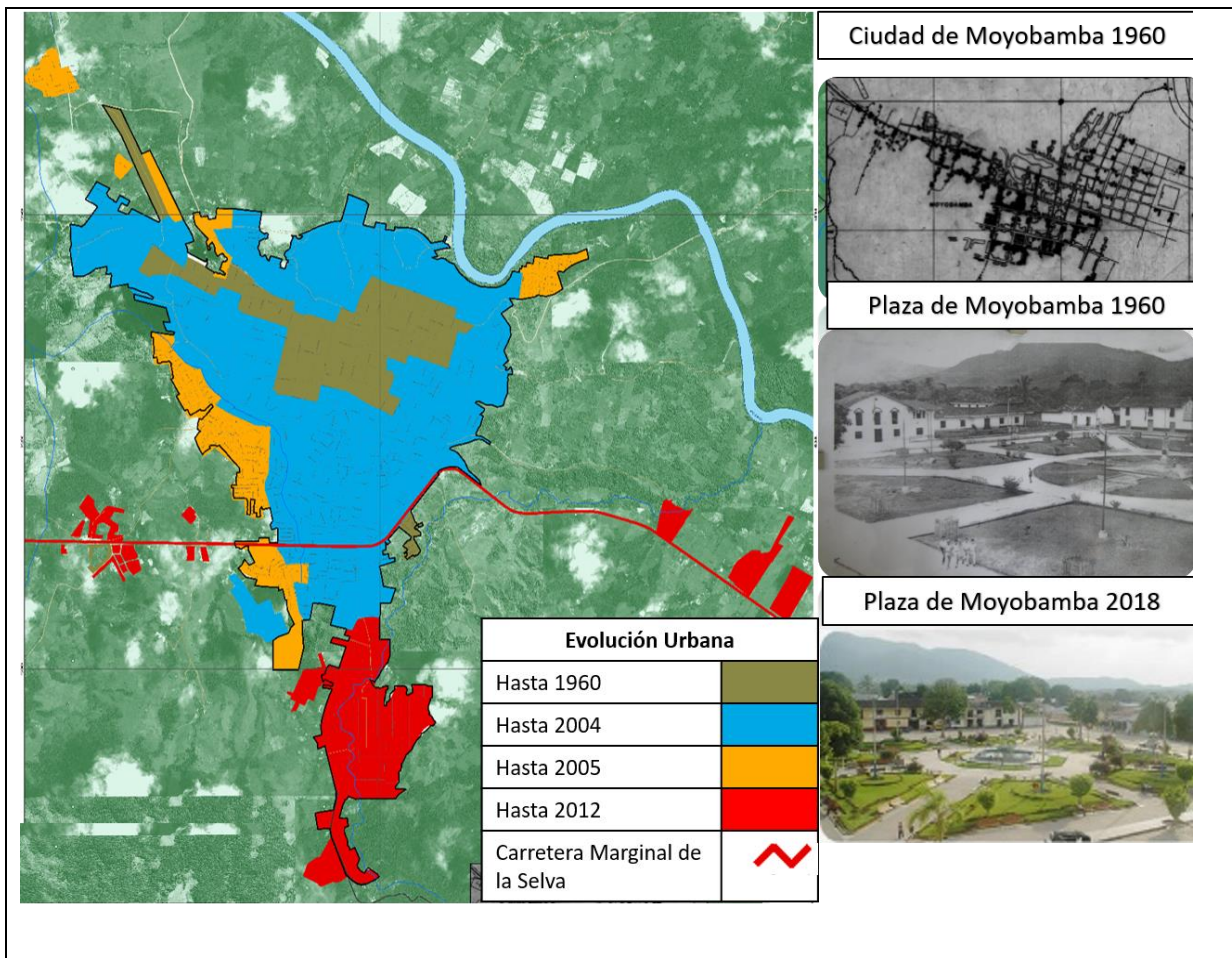 Ciudad de Moyobamba 1960
MOYOBAMBA
Plaza de Moyobamba 1960
Plaza de Moyobamba 2018
Evolución Urbana
Hasta 1960
Hasta 2004
Hasta 2005
Hasta 2012
Carretera Marginal de
la Selva